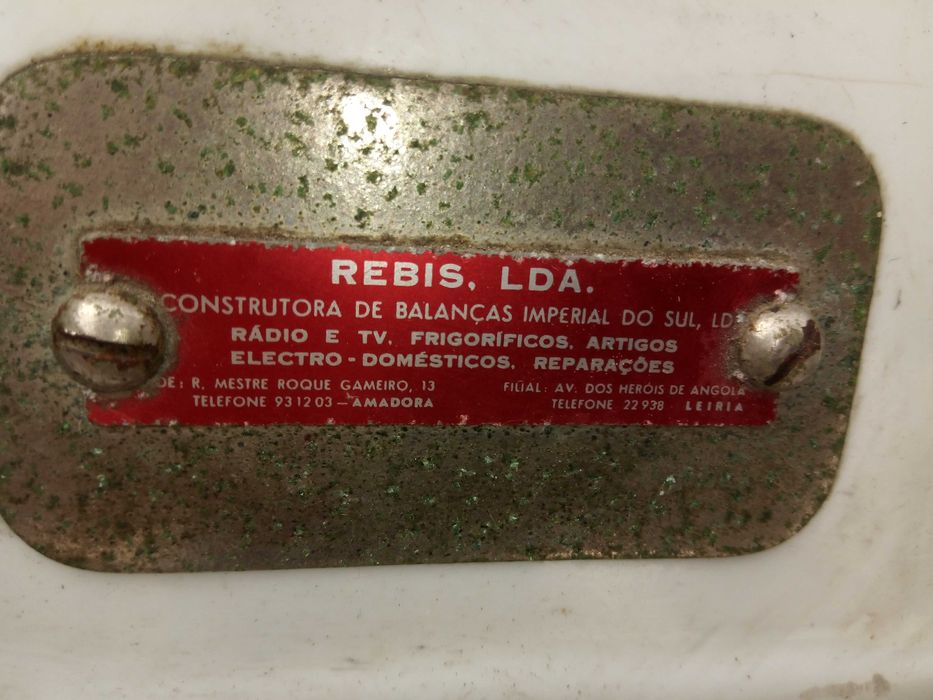 REBIS, LDA.
CONSTRUTORA DE BALANÇAS IMPERIAL DO SUL, LD
RÁDIO E TV. FRIGORÍFICOS, ARTIGOS
ELECTRO-DOMÉSTICOS, REPARAÇÕES
DE: R. MESTRE ROQUE GAMEIRO, 13 FILIAL: AV. DOS HERÓIS DE ANGOLA
TELEFONE 93 12 03 — AMADORA TELEFONE 22 938 LEIRIA